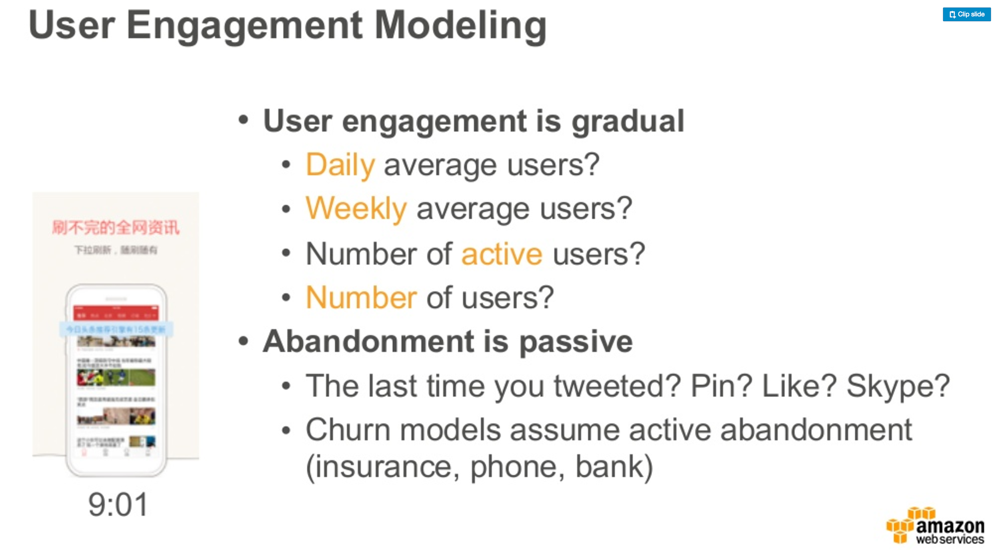 User Engagement Modeling
Clip slide
• User engagement is gradual
• Daily average users?
• Weekly average users?
• Number of active users?
• Number of users?
• Abandonment is passive
• The last time you tweeted? Pin? Like? Skype?
• Churn models assume active abandonment
(insurance, phone, bank)
刷不完的全网资讯
下拉刷新，随刷随有
今日头条推荐引擎有15条更新
9:01
amazon
web services